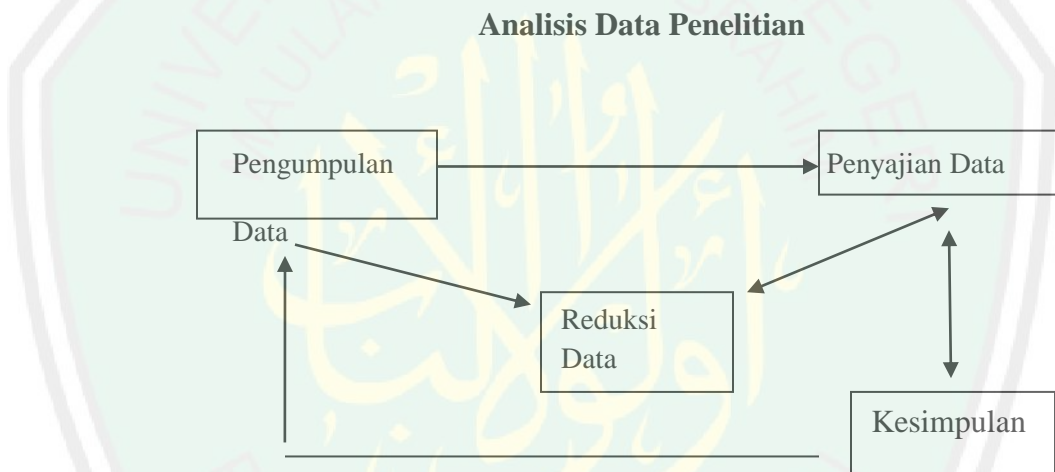 Analisis Data Penelitian
Pengumpulan
Data
Penyajian Data
Reduksi
Data
Kesimpulan